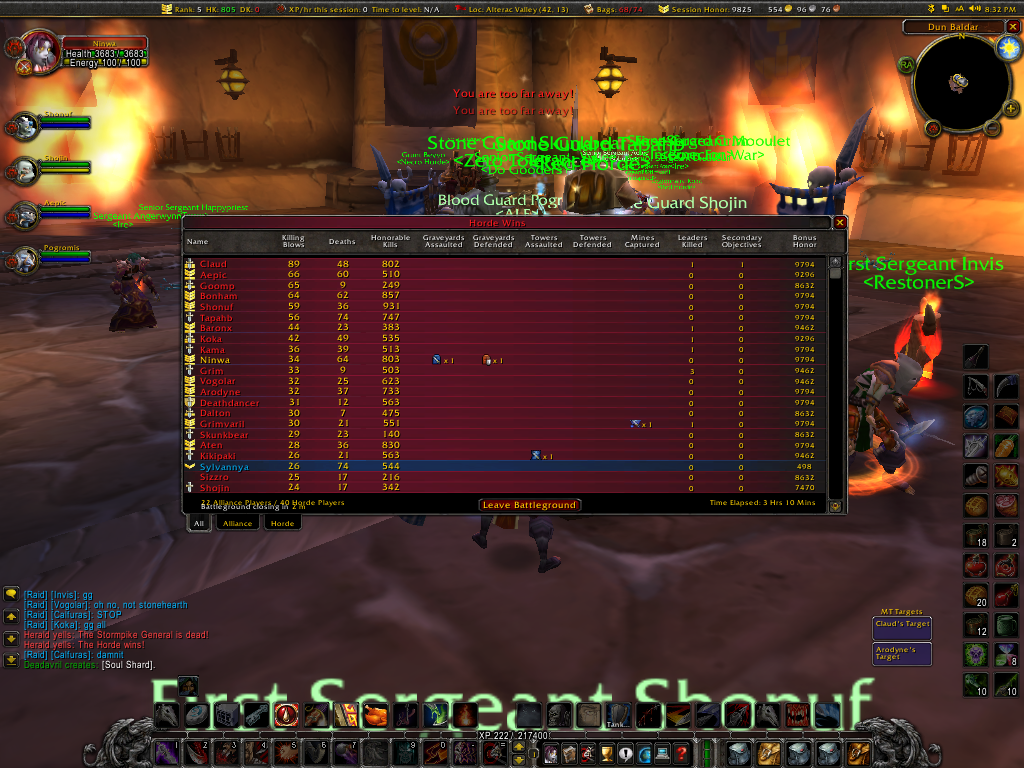 Rank: 5 HK: 805 DK: 0 XP/hr this session: 0 Time to level: N/A Loc: Alterac Valley (42, 13) Bags: 68/74 Session Honor: 9825 554 96 76 8:32 PM
Dun Baldar
Ninwa
Health 3683 / 3683
Energy 100 / 100
N
RA
You are too far away!
You are too far away!
Shonuf
Shojin
Aepic
Pogromis
Senior Sergeant Happypriest
<Ire>
<Do Gooders>
Blood Guard Pogr
e Guard Shojin
rst Sergeant Invis
<RestonerS>
Horde Wins
Name Killing Blows Deaths Honorable Kills Graveyards Assaulted Graveyards Defended Towers Assaulted Towers Defended Mines Captured Leaders Killed Secondary Objectives Bonus Honor
Claud 89 48 802 1 1 9794
Aepic 66 60 510 0 0 9296
Goomp 65 9 249 0 0 8632
Bonham 64 62 857 0 0 9794
Shonuf 59 36 931 0 0 9794
Tapahb 56 74 747 0 0 9794
Baronx 44 23 383 1 0 9462
Koka 42 49 535 0 0 9296
Kama 36 39 513 1 0 9794
Ninwa 34 64 803 x 1 x 1 0 0 9794
Grim 33 9 503 3 0 9462
Vogolar 32 25 623 0 0 9462
Arodyne 32 37 733 0 0 9794
Deathdancer 31 12 563 0 0 9794
Dalton 30 7 475 0 0 8632
Grimvaril 30 21 551 x 1 1 0 9794
Skunkbear 29 23 140 0 0 8632
Aten 28 36 830 0 0 9794
Kikipaki 26 21 563 x 1 0 0 9462
Sylvannya 26 74 544 0 0 498
Sizzro 25 17 216 0 0 8632
Shojin 24 17 342 0 0 7470
22 Alliance Players / 40 Horde Players
Battleground closing in 2 m
Leave Battleground
Time Elapsed: 3 Hrs 10 Mins
All Alliance Horde
[Raid] [Invis]: gg
[Raid] [Vogolar]: oh no, not stonehearth
[Raid] [Calfuras]: STOP
[Raid] [Koka]: gg all
Herald yells: The Stormpike General is dead!
Herald yells: The Horde wins!
[Raid] [Calfuras]: damnit
Deadavril creates: [Soul Shard].
MT Targets
Claud's Target
Arodyne's Target
18 2
20
12
8
10 10
First Sergeant Shonuf
Tank
XP 222 / 217400